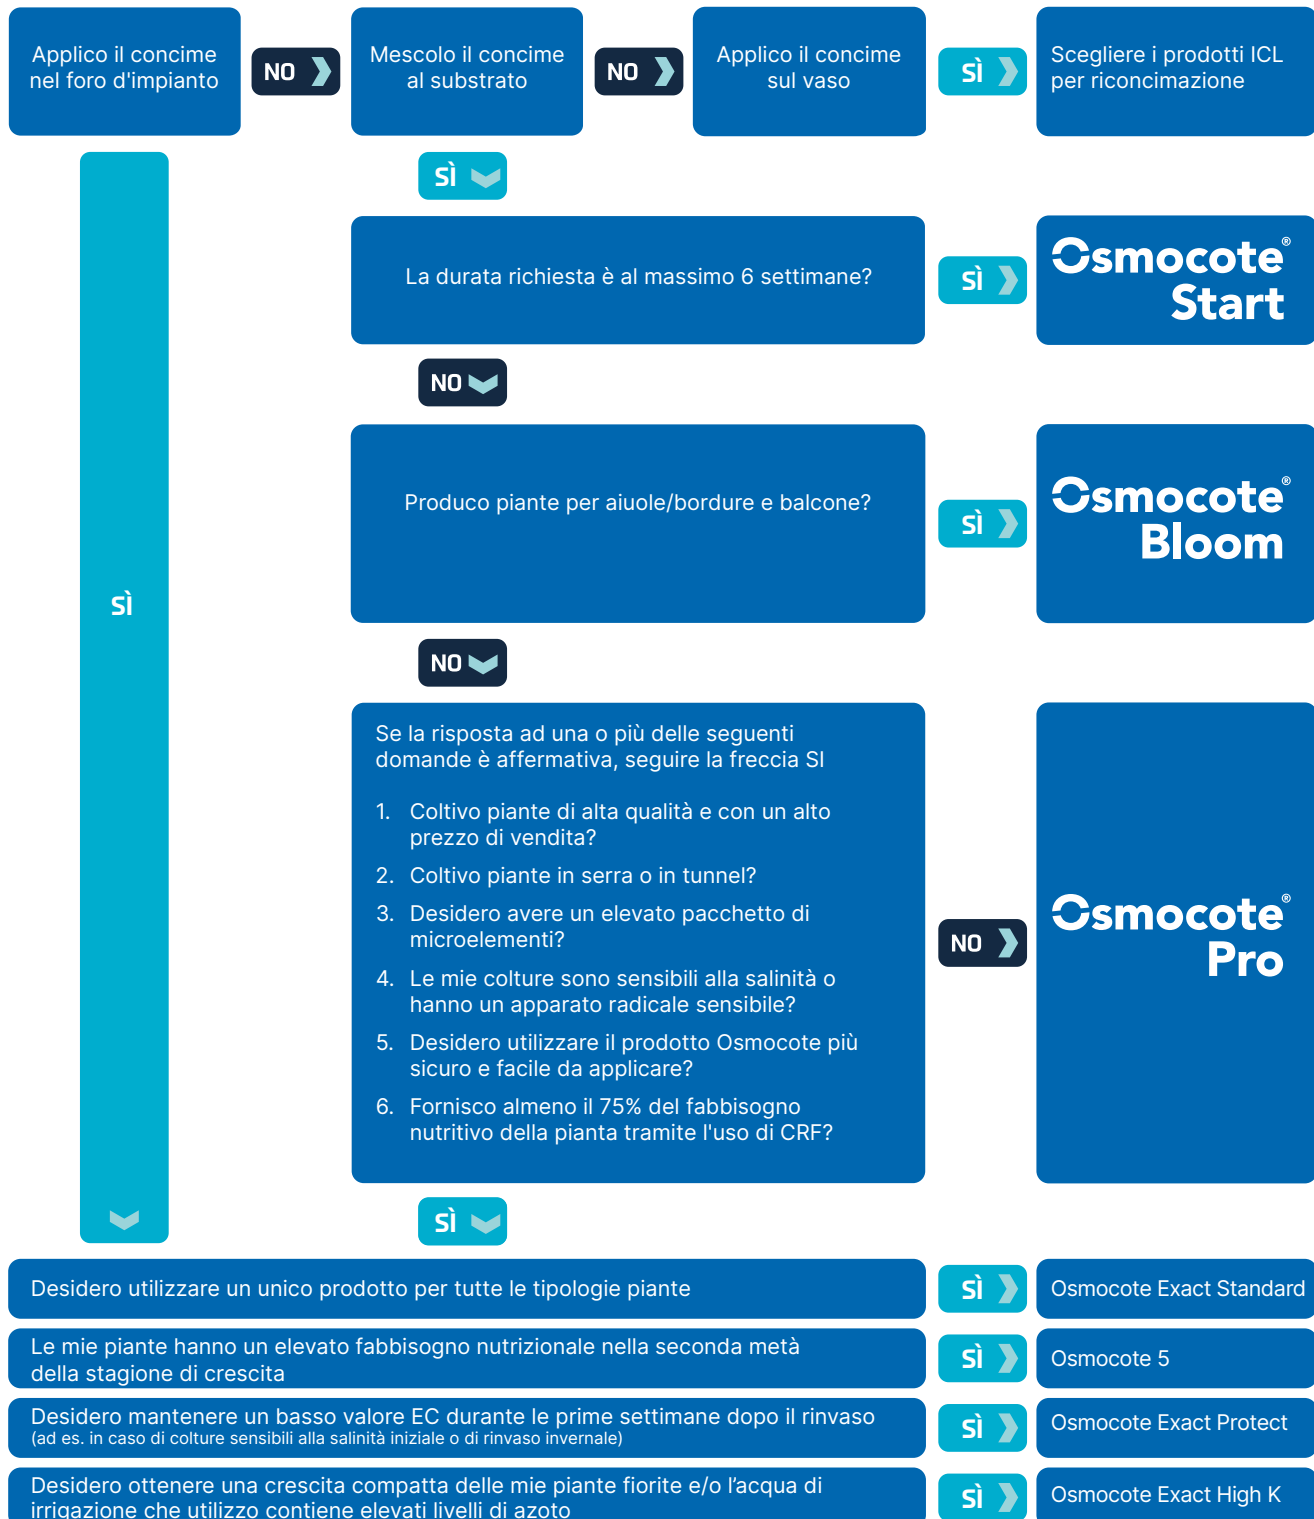 Applico il concime
nel foro d'impianto
NO
Mescolo il concime
al substrato
NO
Applico il concime
sul vaso
SÌ
Scegliere i prodotti ICL
per riconcimazione
SÌ
SÌ
La durata richiesta è al massimo 6 settimane?
SÌ
Osmocote®
Start
NO
Produco piante per aiuole/bordure e balcone?
SÌ
Osmocote®
Bloom
NO
Se la risposta ad una o più delle seguenti
domande è affermativa, seguire la freccia SI
1. Coltivo piante di alta qualità e con un alto
prezzo di vendita?
2. Coltivo piante in serra o in tunnel?
3. Desidero avere un elevato pacchetto di
microelementi?
4. Le mie colture sono sensibili alla salinità o
hanno un apparato radicale sensibile?
5. Desidero utilizzare il prodotto Osmocote più
sicuro e facile da applicare?
6. Fornisco almeno il 75% del fabbisogno
nutritivo della pianta tramite l'uso di CRF?
NO
Osmocote®
Pro
SÌ
Desidero utilizzare un unico prodotto per tutte le tipologie piante
SÌ
Osmocote Exact Standard
Le mie piante hanno un elevato fabbisogno nutrizionale nella seconda metà
della stagione di crescita
SÌ
Osmocote 5
Desidero mantenere un basso valore EC durante le prime settimane dopo il rinvaso
(ad es. in caso di colture sensibili alla salinità iniziale o di rinvaso invernale)
SÌ
Osmocote Exact Protect
Desidero ottenere una crescita compatta delle mie piante fiorite e/o l’acqua di
irrigazione che utilizzo contiene elevati livelli di azoto
SÌ
Osmocote Exact High K